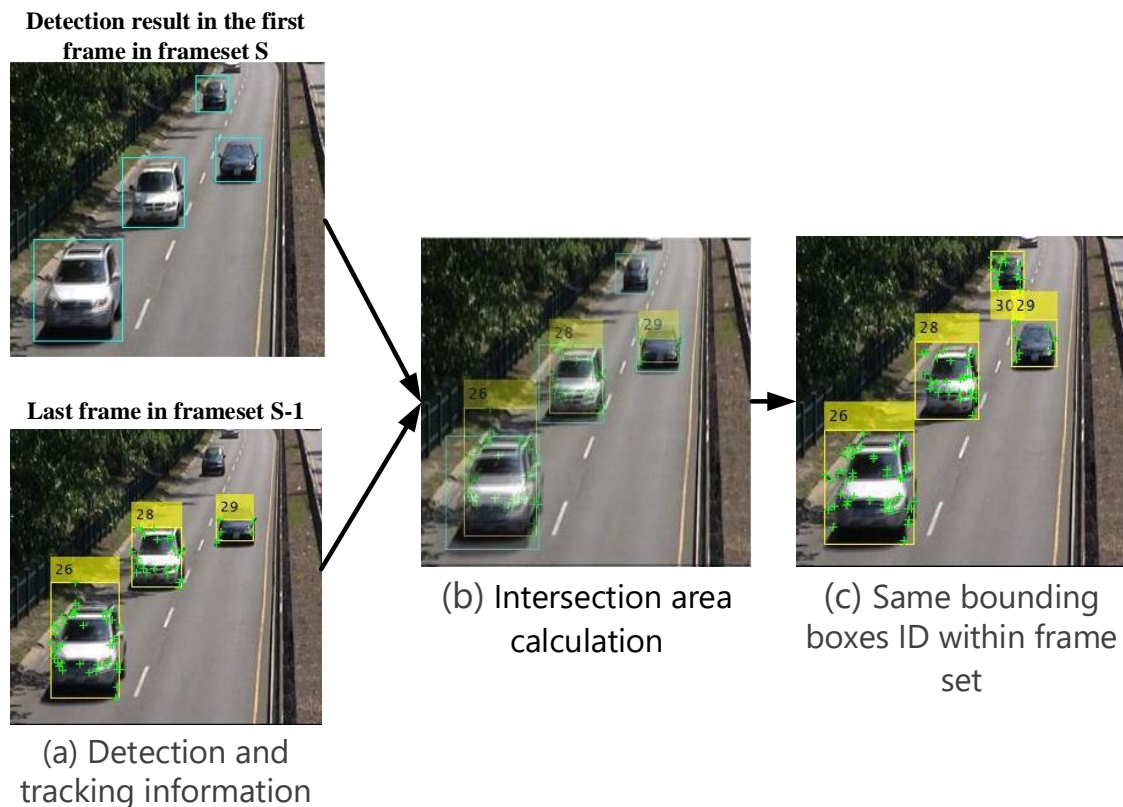 Detection result in the first
frame in frameset S
Last frame in frameset S-1
28
29
26
(a) Detection and
tracking information
28
29
26
(b) Intersection area
calculation
30
29
28
26
(c) Same bounding
boxes ID within frame
set